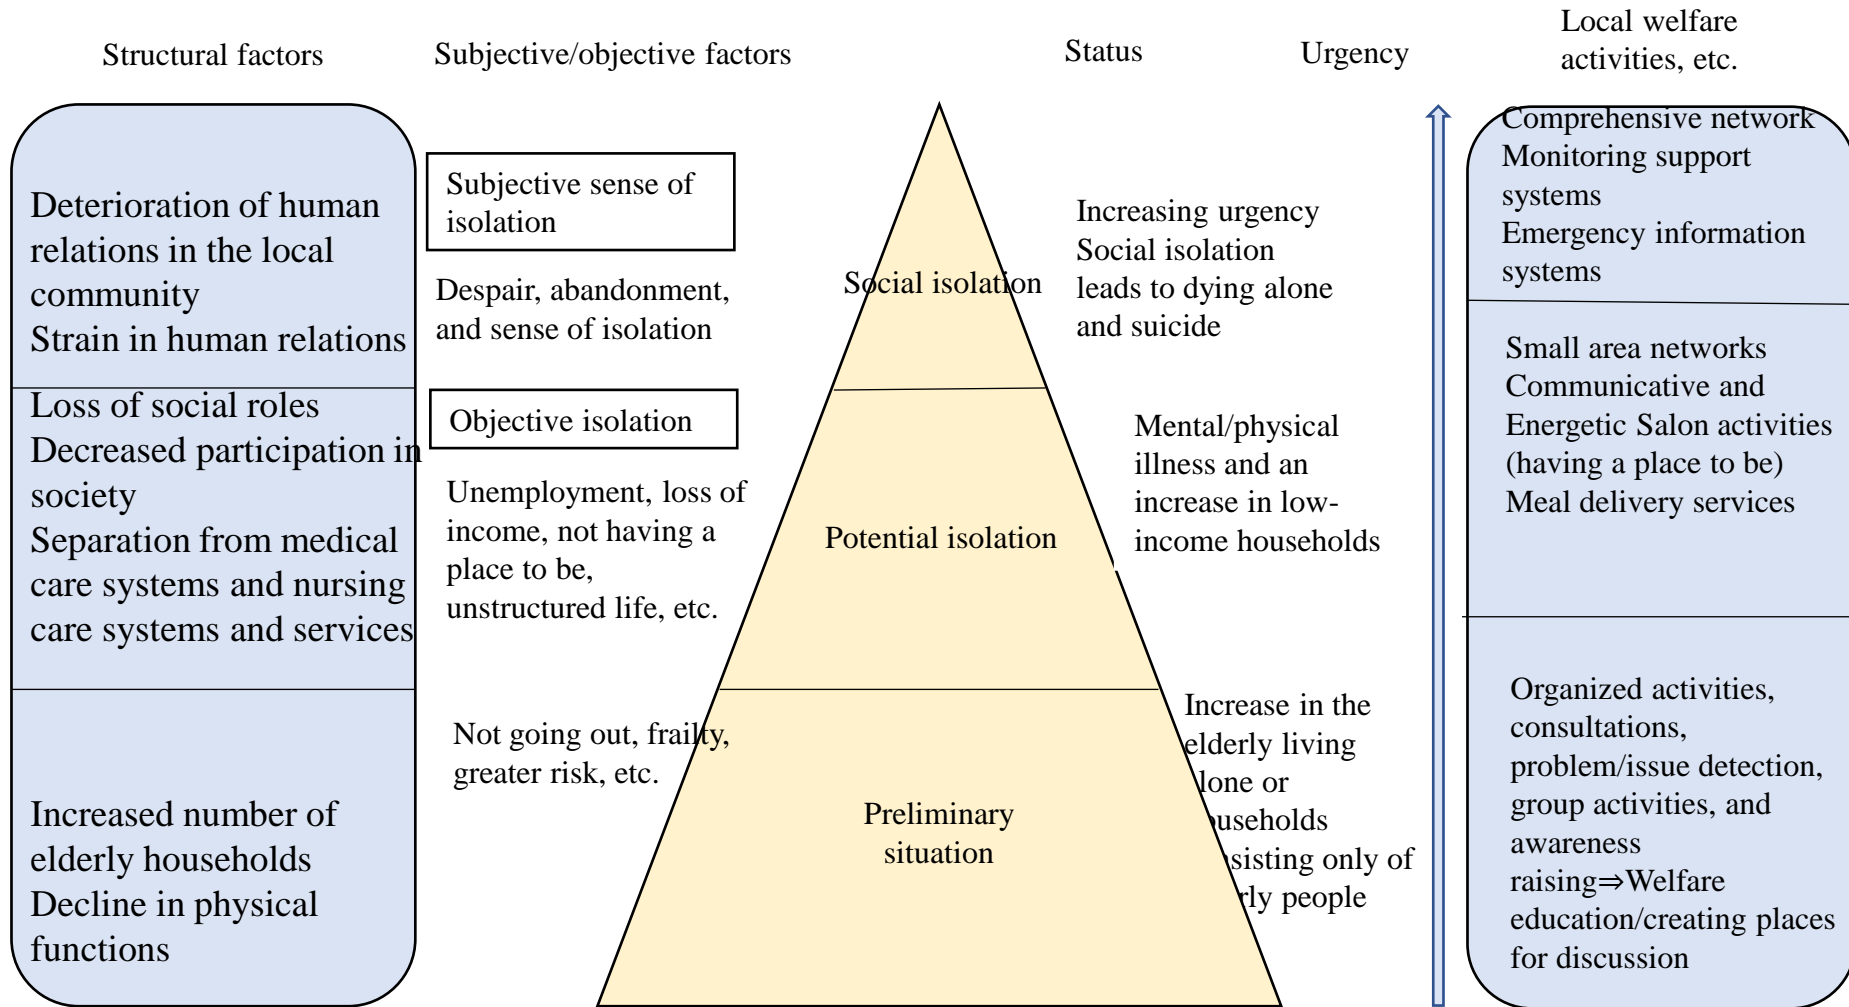 Structural factors
Subjective/objective factors
Status
Urgency
Local welfare
activities, etc.
Deterioration of human
relations in the local
community
Strain in human relations
Loss of social roles
Decreased participation in
society
Separation from medical
care systems and nursing
care systems and services
Increased number of
elderly households
Decline in physical
functions
Subjective sense of
isolation
Despair, abandonment,
and sense of isolation
Objective isolation
Unemployment, loss of
income, not having a
place to be,
unstructured life, etc.
Not going out, frailty,
greater risk, etc.
Social isolation
Potential isolation
Preliminary
situation
Increasing urgency
Social isolation
leads to dying alone
and suicide
Mental/physical
illness and an
increase in low-
income households
Increase in the
elderly living
lone or
ouseholds
sisting only of
rly people
Comprehensive network
Monitoring support
systems
Emergency information
systems
Small area networks
Communicative and
Energetic Salon activities
(having a place to be)
Meal delivery services
Organized activities,
consultations,
problem/issue detection,
group activities, and
awareness
raising⇒Welfare
education/creating places
for discussion